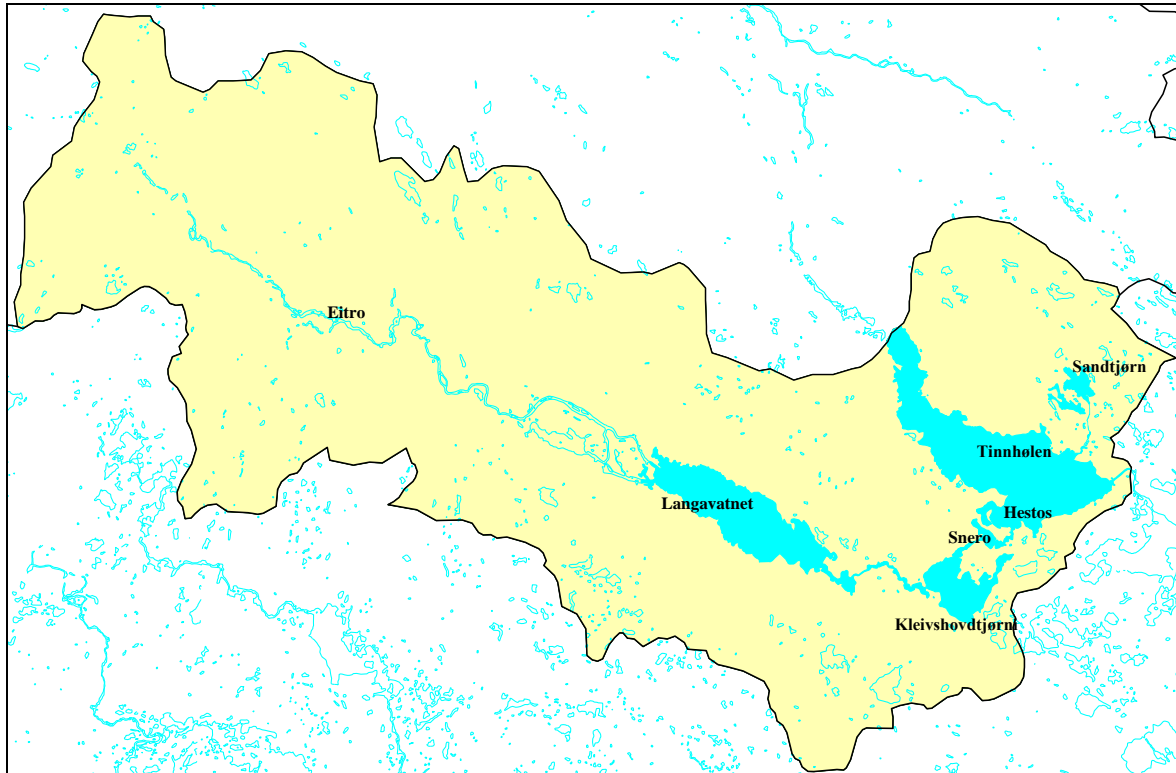 Eitro
Sandtjørn
Tinnhølen
Langavatnet
Hestos
Snero
Kleivshovdtjørni